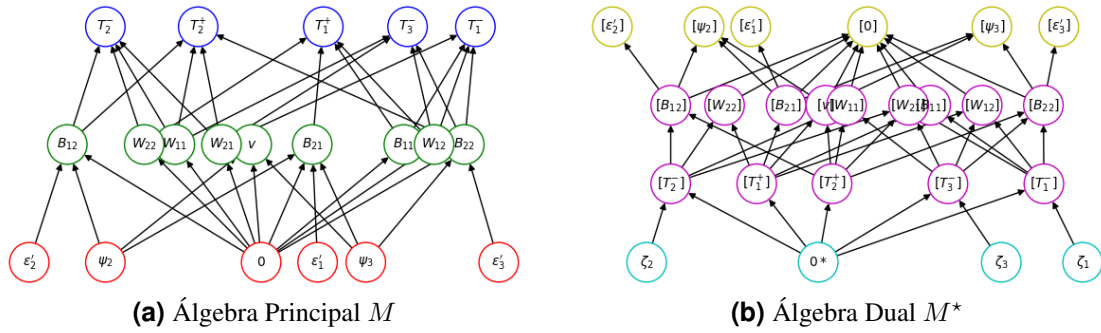 T₂⁻ T₂⁺ T₁⁺ T₃⁻ T₁⁻
B₁₂ W₂₂ W₁₁ W₂₁ v B₂₁ B₁₁ W₁₂ B₂₂
ε₂′ ψ₂ 0 ε₁′ ψ₃ ε₃′
(a) Álgebra Principal M
[ε₂′] [ψ₂] [ε₁′] [0] [ψ₃] [ε₃′]
[B₁₂] [W₂₂] [B₂₁] [v] [W₁₁] [W₂₁] [B₁₁] [W₁₂] [B₂₂]
[T₂⁻] [T₁⁺] [T₂⁺] [T₃⁻] [T₁⁻]
ζ₂ 0* ζ₃ ζ₁
(b) Álgebra Dual M⋆